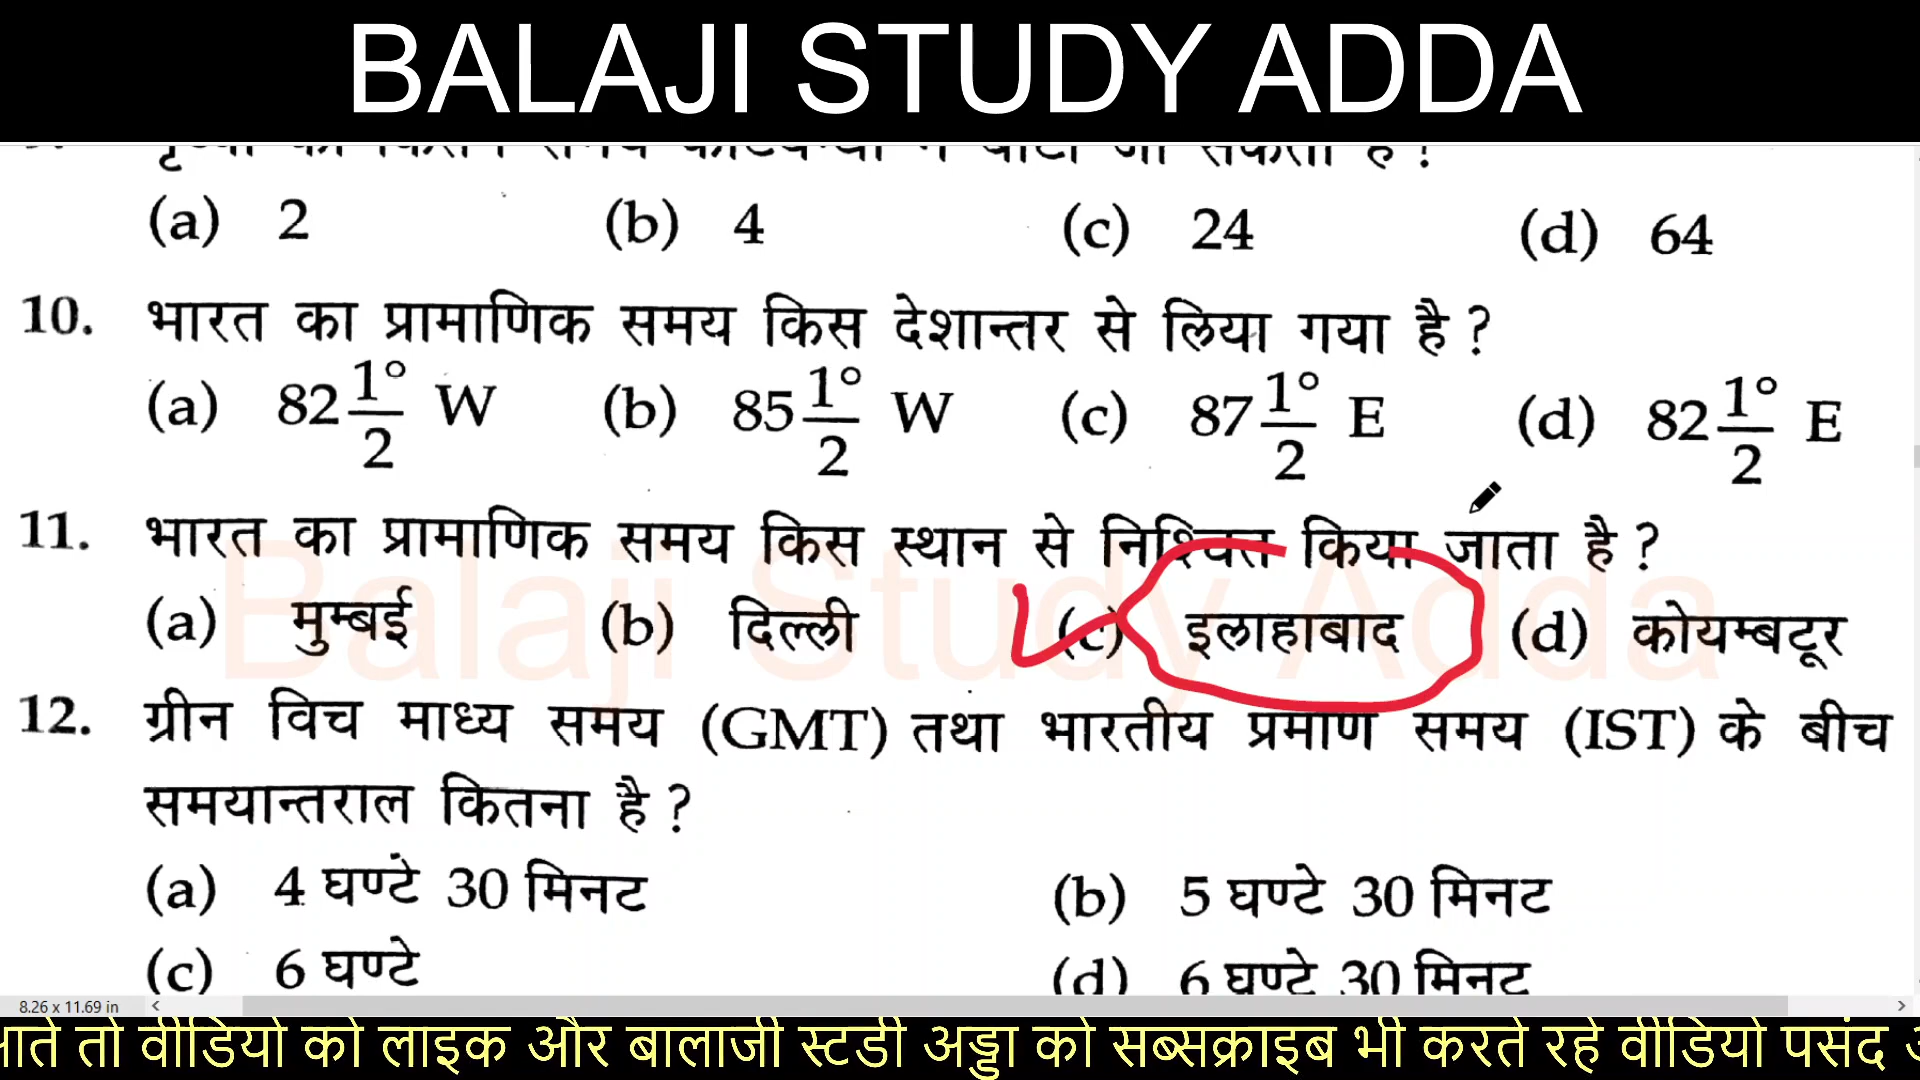 BALAJI STUDY ADDA
(a) 2 (b) 4 (c) 24 (d) 64
10. भारत का प्रामाणिक समय किस देशान्तर से लिया गया है ?
(a) 82 1/2° W (b) 85 1/2° W (c) 87 1/2° E (d) 82 1/2° E
11. भारत का प्रामाणिक समय किस स्थान से निश्चित किया जाता है ?
(a) मुम्बई (b) दिल्ली (c) इलाहाबाद (d) कोयम्बटूर
Balaji Study Adda
12. ग्रीन विच माध्य समय (GMT) तथा भारतीय प्रमाण समय (IST) के बीच
समयान्तराल कितना है ?
(a) 4 घण्टे 30 मिनट (b) 5 घण्टे 30 मिनट
(c) 6 घण्टे (d) 6 घण्टे 30 मिनट
8.26 x 11.69 in
तो वीडियो को लाइक और बालाजी स्टडी अड्डा को सब्सक्राइब भी करते रहे वीडियो पसंद